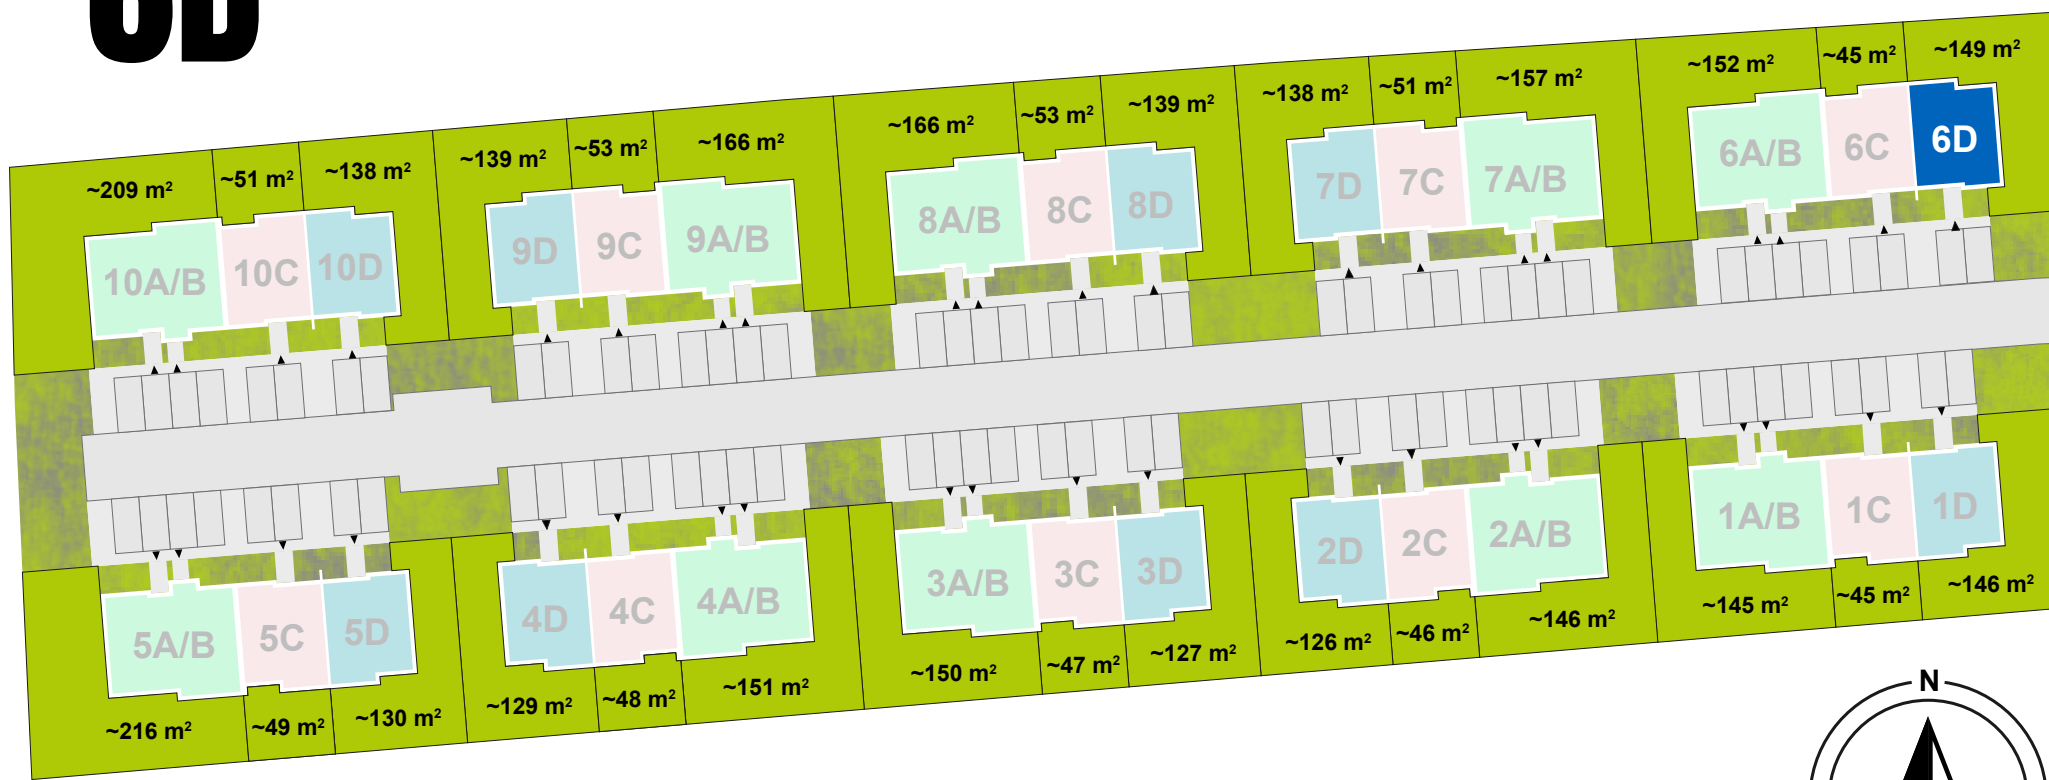 6D
~209 m²
~51 m²
~138 m²
~139 m²
~53 m²
~166 m²
~166 m²
~53 m²
~139 m²
~138 m²
~51 m²
~157 m²
~152 m²
~45 m²
~149 m²
10A/B
10C
10D
9D
9C
9A/B
8A/B
8C
8D
7D
7C
7A/B
6A/B
6C
6D
5A/B
5C
5D
4D
4C
4A/B
3A/B
3C
3D
2D
2C
2A/B
1A/B
1C
1D
~216 m²
~49 m²
~130 m²
~129 m²
~48 m²
~151 m²
~150 m²
~47 m²
~127 m²
~126 m²
~46 m²
~146 m²
~145 m²
~45 m²
~146 m²
N